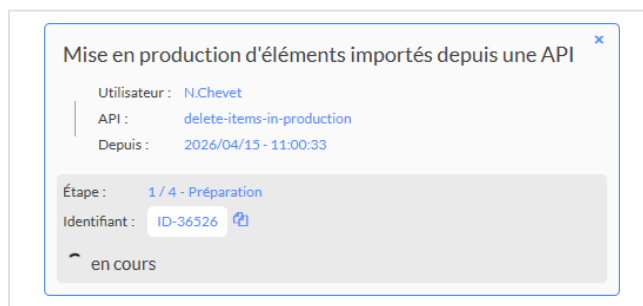 Mise en production d'éléments importés depuis une API
Utilisateur : N.Chevet
API : delete-items-in-production
Depuis : 2026/04/15 - 11:00:33
Étape : 1 / 4 - Préparation
Identifiant : ID-36526
en cours